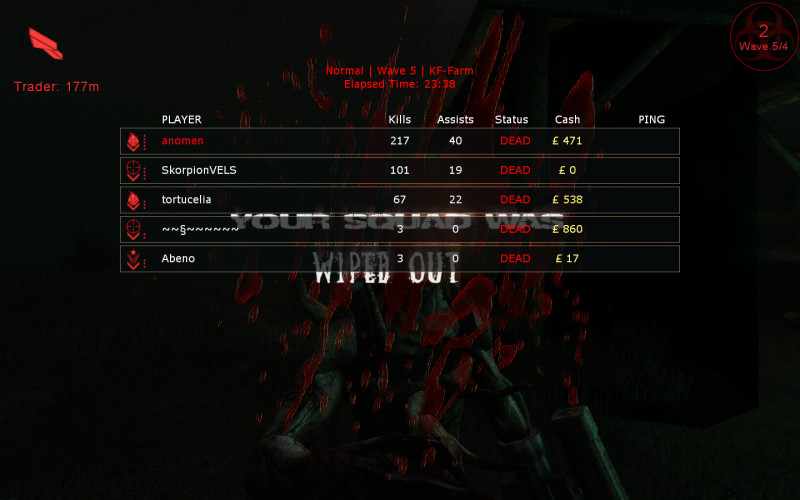 2
Wave 5/4
Trader: 177m
Normal | Wave 5 | KF-Farm
Elapsed Time: 23:38
PLAYER Kills Assists Status Cash PING
anomen 217 40 DEAD £ 471
SkorpionVELS 101 19 DEAD £ 0
tortucelia 67 22 DEAD £ 538
YOUR SQUAD WAS
~~§~~~~~~ 3 0 DEAD £ 860
Abeno 3 0 DEAD £ 17
WIPED OUT